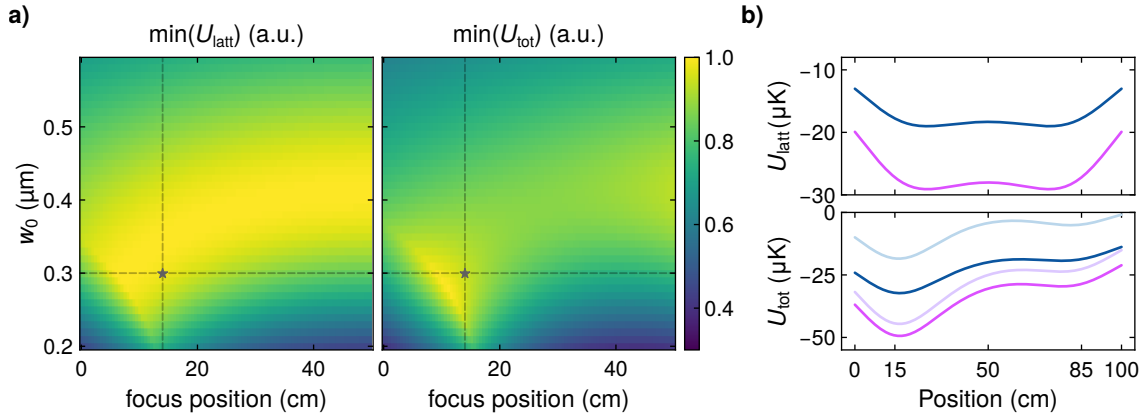 a)
min(U_latt) (a.u.)
min(U_tot) (a.u.)
w_0 (μm)
0.5
0.4
0.3
0.2
0
20
40
0
20
40
focus position (cm)
focus position (cm)
1.0
0.8
0.6
0.4
b)
U_latt (μK)
−10
−20
−30
U_tot (μK)
0
−25
−50
0
15
50
85
100
Position (cm)